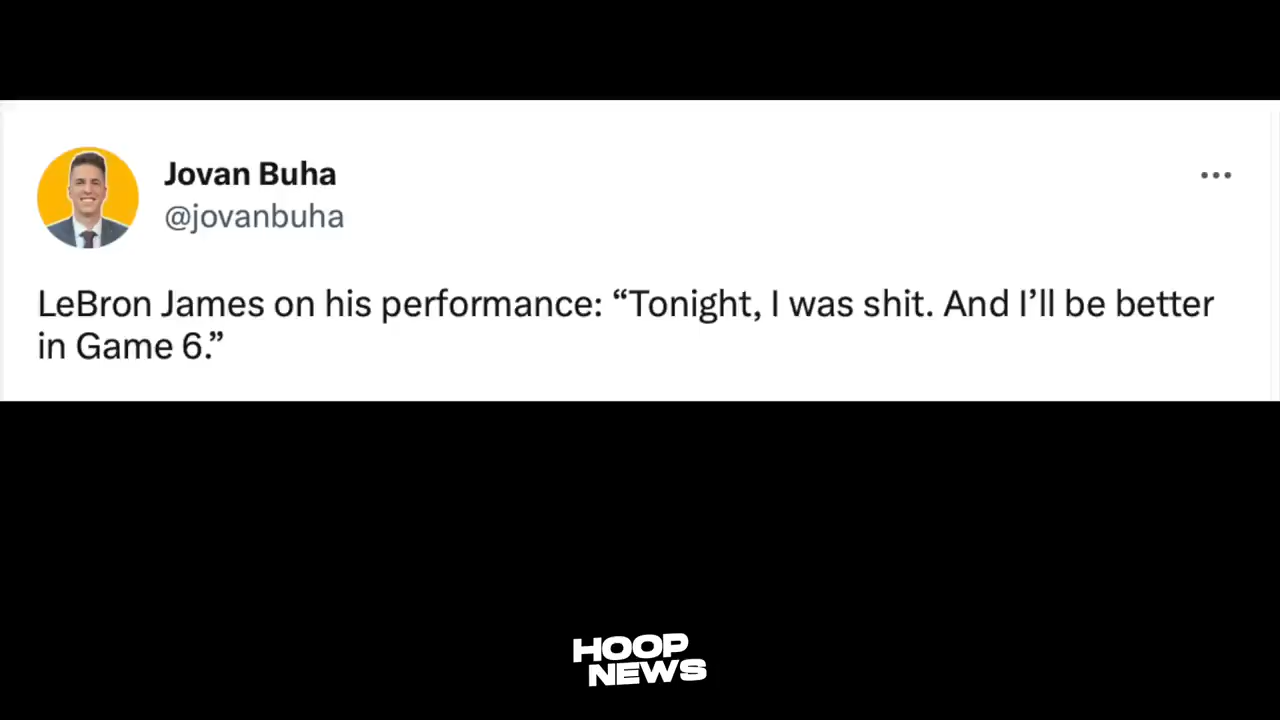 Jovan Buha
@jovanbuha
LeBron James on his performance: “Tonight, I was shit. And I’ll be better
in Game 6.”
HOOP
NEWS